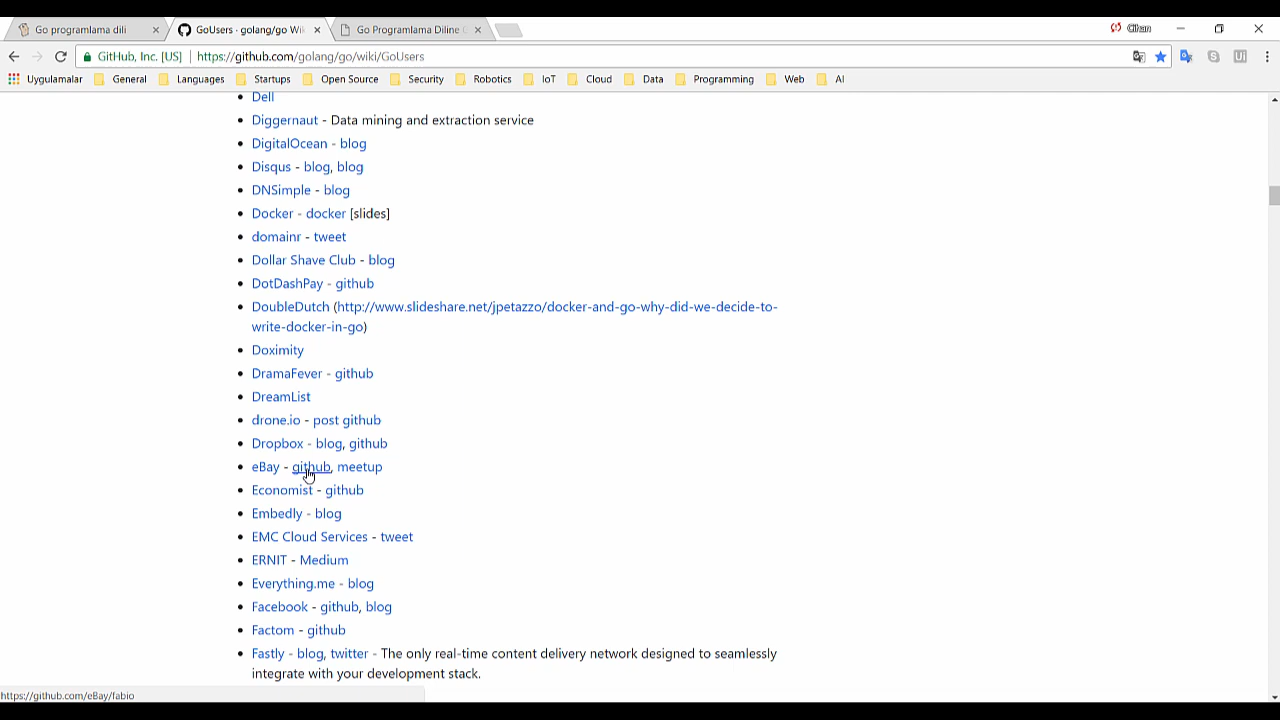 Go programlama dili
GoUsers · golang/go Wi
Go Programlama Diline
Cihan
GitHub, Inc. [US] | https://github.com/golang/go/wiki/GoUsers
Uygulamalar General Languages Startups Open Source Security Robotics IoT Cloud Data Programming Web AI
Dell
Diggernaut - Data mining and extraction service
DigitalOcean - blog
Disqus - blog, blog
DNSimple - blog
Docker - docker [slides]
domainr - tweet
Dollar Shave Club - blog
DotDashPay - github
DoubleDutch (http://www.slideshare.net/jpetazzo/docker-and-go-why-did-we-decide-to-
write-docker-in-go)
Doximity
DramaFever - github
DreamList
drone.io - post github
Dropbox - blog, github
eBay - github, meetup
Economist - github
Embedly - blog
EMC Cloud Services - tweet
ERNIT - Medium
Everything.me - blog
Facebook - github, blog
Factom - github
Fastly - blog, twitter - The only real-time content delivery network designed to seamlessly
integrate with your development stack.
https://github.com/eBay/fabio